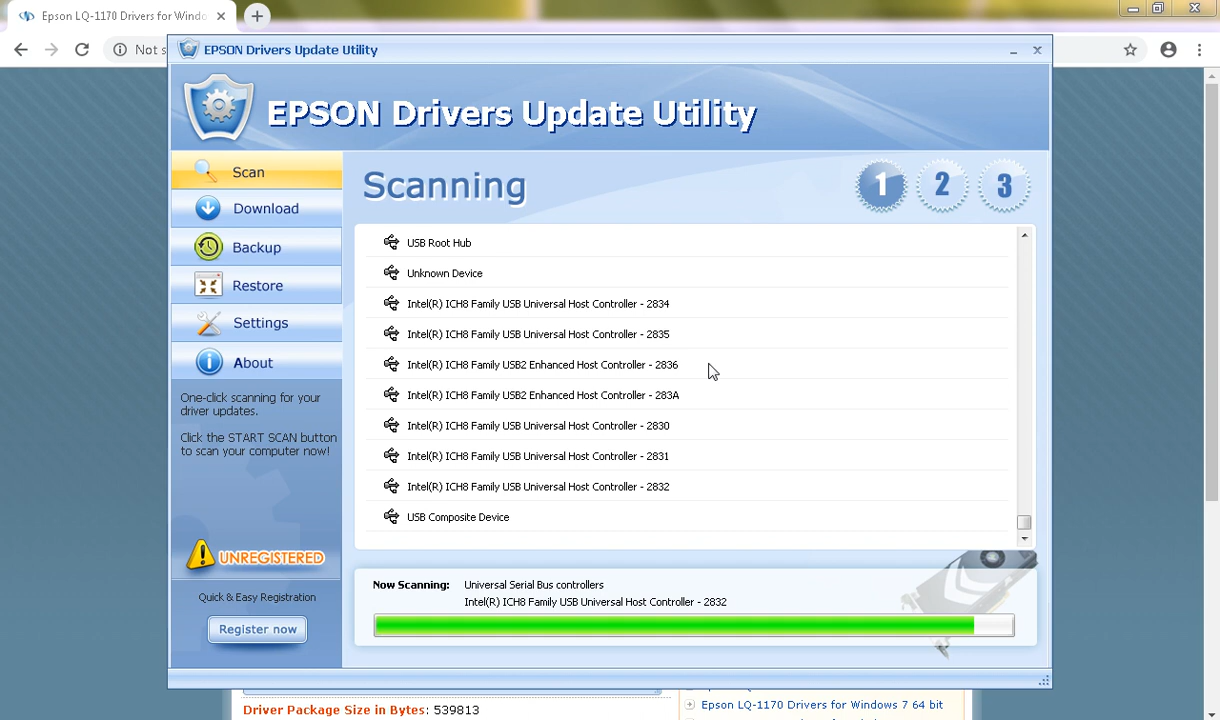 Epson LQ-1170 Drivers for Windo
Not s
EPSON Drivers Update Utility
EPSON Drivers Update Utility
Scan
Download
Backup
Restore
Settings
About
One-click scanning for your
driver updates.
Click the START SCAN button
to scan your computer now!
UNREGISTERED
Quick & Easy Registration
Register now
Scanning
1 2 3
USB Root Hub
Unknown Device
Intel(R) ICH8 Family USB Universal Host Controller - 2834
Intel(R) ICH8 Family USB Universal Host Controller - 2835
Intel(R) ICH8 Family USB2 Enhanced Host Controller - 2836
Intel(R) ICH8 Family USB2 Enhanced Host Controller - 283A
Intel(R) ICH8 Family USB Universal Host Controller - 2830
Intel(R) ICH8 Family USB Universal Host Controller - 2831
Intel(R) ICH8 Family USB Universal Host Controller - 2832
USB Composite Device
Now Scanning: Universal Serial Bus controllers
Intel(R) ICH8 Family USB Universal Host Controller - 2832
Driver Package Size in Bytes: 539813
Epson LQ-1170 Drivers for Windows 7 64 bit